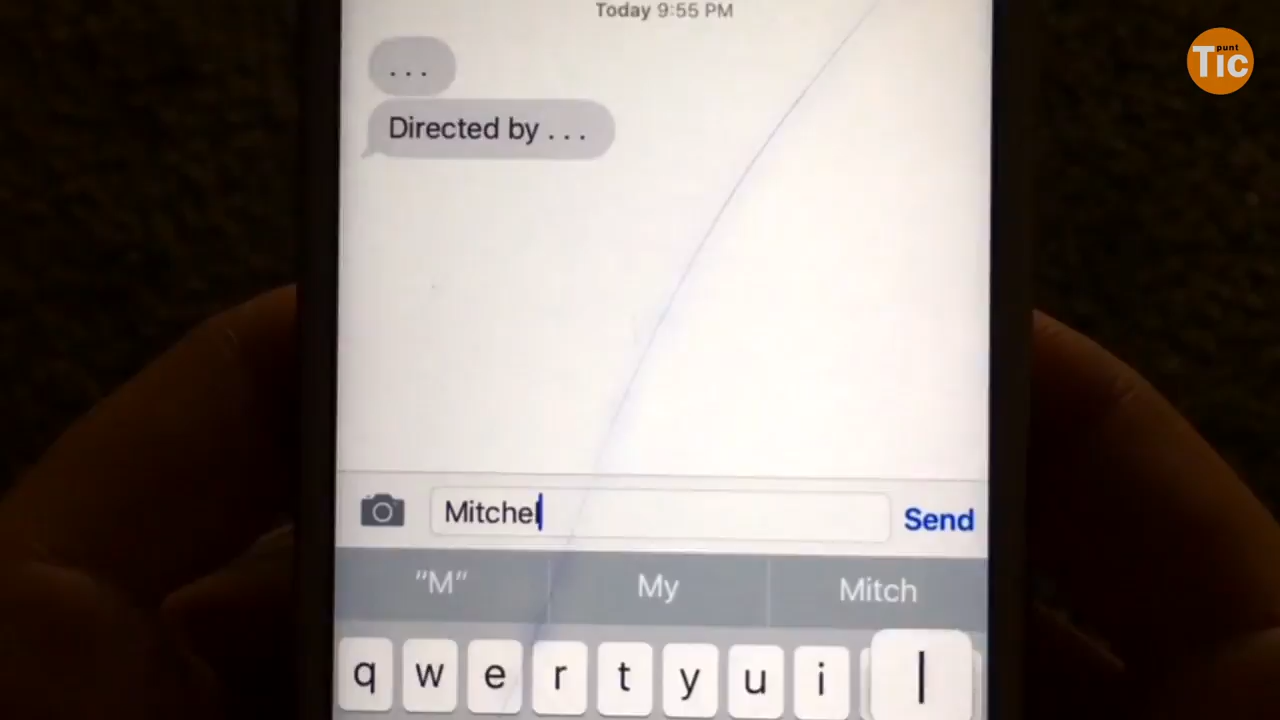 Today 9:55 PM
punt
Tic
...
Directed by ...
Mitchel
Send
"M"
My
Mitch
q w e r t y u i l